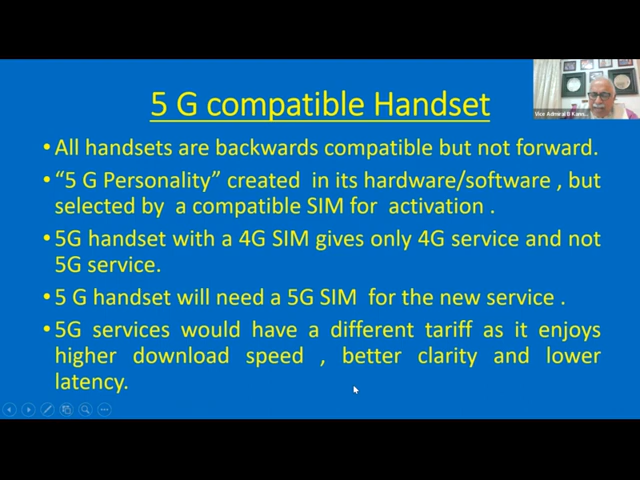 5 G compatible Handset
Vice Admiral
• All handsets are backwards compatible but not forward.
• “5 G Personality” created in its hardware/software , but
selected by a compatible SIM for activation .
• 5G handset with a 4G SIM gives only 4G service and not
5G service.
• 5 G handset will need a 5G SIM for the new service .
• 5G services would have a different tariff as it enjoys
higher download speed , better clarity and lower
latency.